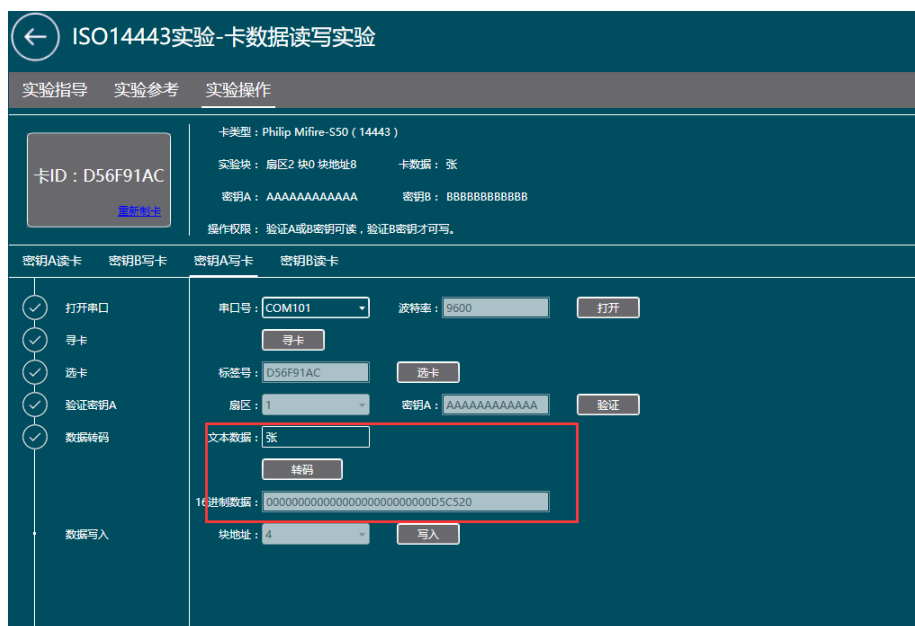 ISO14443实验-卡数据读写实验
实验指导 实验参考 实验操作
卡ID：D56F91AC
重新制卡
卡类型：Philip Mifire-S50 ( 14443 )
实验块： 扇区2 块0 块地址8 卡数据： 张
密钥A： AAAAAAAAAAAA 密钥B： BBBBBBBBBBBB
操作权限： 验证A或B密钥可读，验证B密钥才可写。
密钥A读卡 密钥B写卡 密钥A写卡 密钥B读卡
打开串口 串口号： COM101 波特率： 9600 打开
寻卡 寻卡
选卡 标签号： D56F91AC 选卡
验证密钥A 扇区： 1 密钥A： AAAAAAAAAAAA 验证
数据转码 文本数据： 张
转码
16进制数据： 00000000000000000000000000D5C520
数据写入 块地址： 4 写入